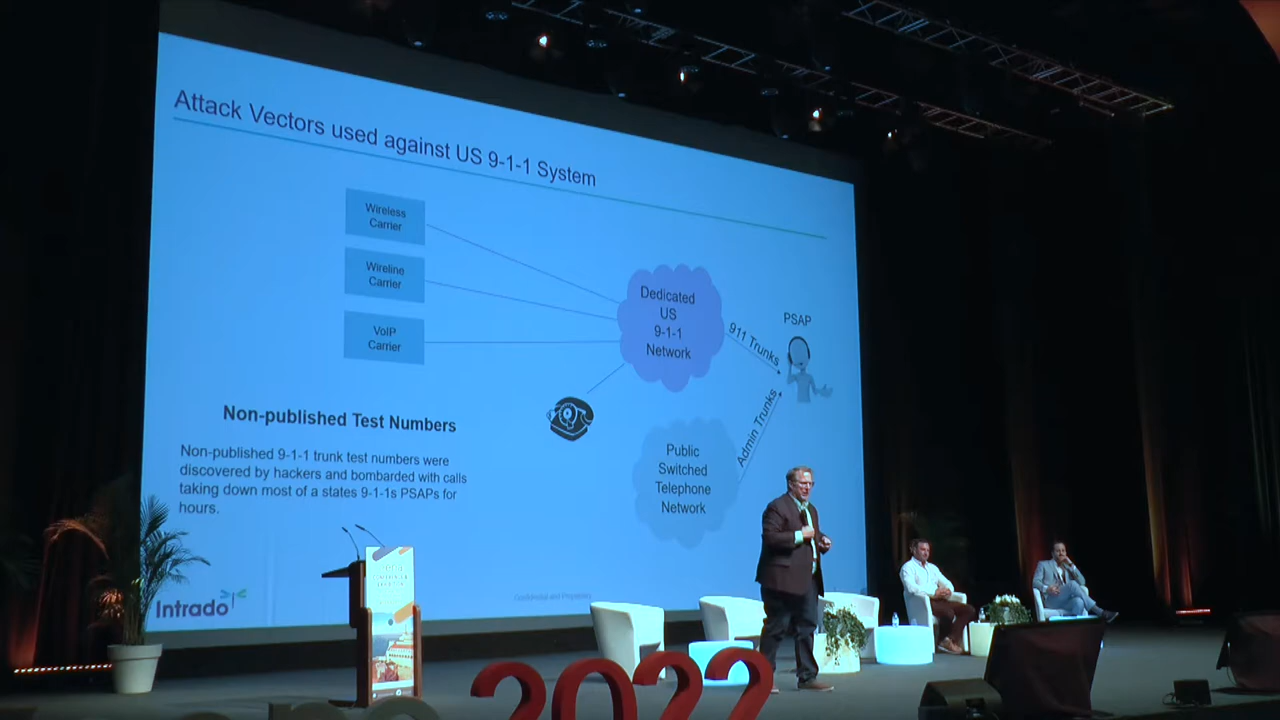 Attack Vectors used against US 9-1-1 System
Wireless
Carrier
Wireline
Carrier
VoIP
Carrier
Dedicated
US
9-1-1
Network
911 Trunks
PSAP
Admin Trunks
Public
Switched
Telephone
Network
Non-published Test Numbers
Non-published 9-1-1 trunk test numbers were
discovered by hackers and bombarded with calls
taking down most of a states 9-1-1s PSAPs for
hours.
Intrado
Confidential and Proprietary
2022